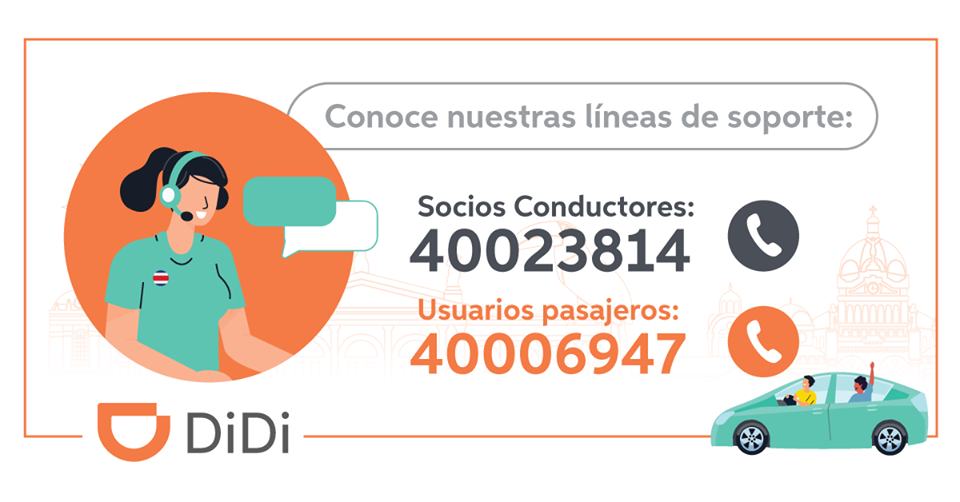 Conoce nuestras líneas de soporte:
Socios Conductores:
40023814
Usuarios pasajeros:
40006947
DiDi